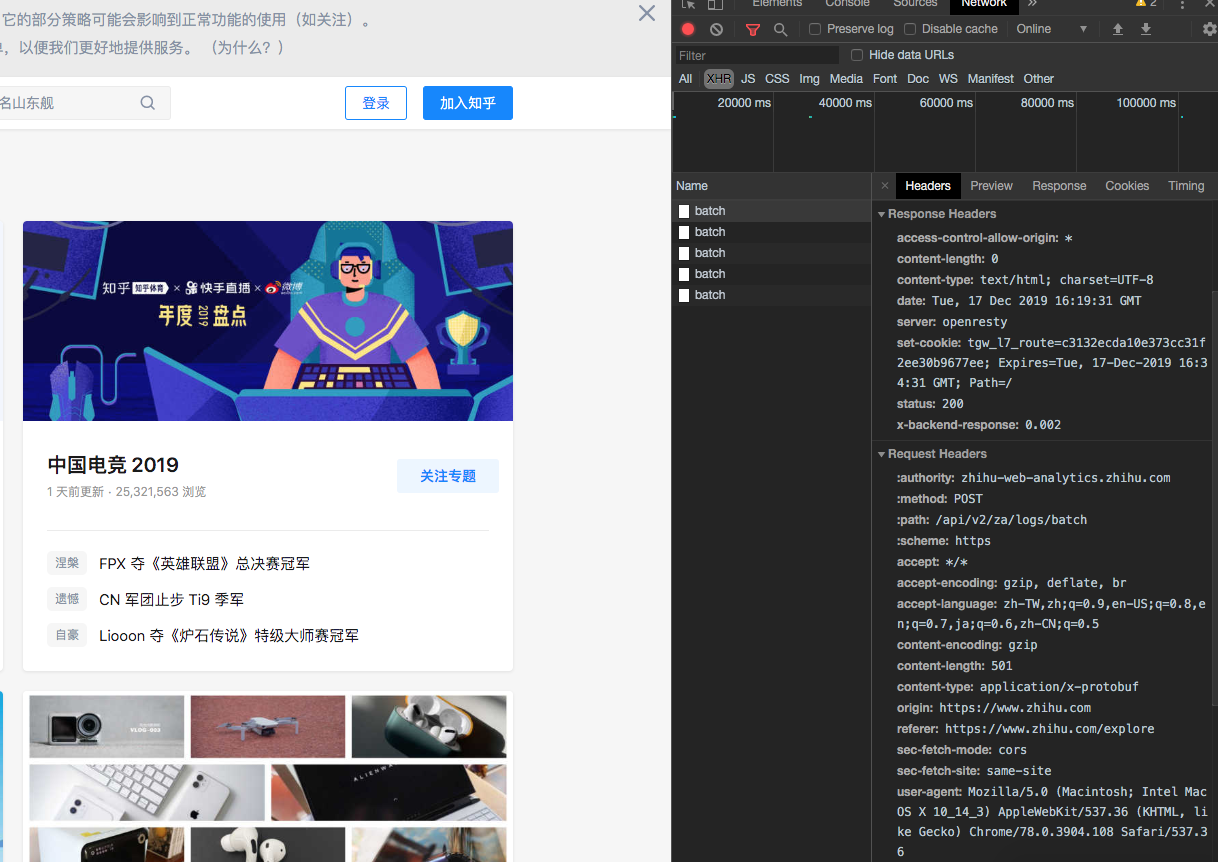 它的部分策略可能会影响到正常功能的使用（如关注）。
，以便我们更好地提供服务。（为什么？）
名山东舰
登录
加入知乎
知乎 知乎体育 × 快手直播 × 微博
年度 2019 盘点
中国电竞 2019
关注专题
1 天前更新 · 25,321,563 浏览
涅槃 FPX 夺《英雄联盟》总决赛冠军
遗憾 CN 军团止步 Ti9 季军
自豪 Liooon 夺《炉石传说》特级大师赛冠军
VLOG-002
ALIENWA
Elements Console Sources Network » 2
Preserve log Disable cache Online
Filter Hide data URLs
All XHR JS CSS Img Media Font Doc WS Manifest Other
20000 ms 40000 ms 60000 ms 80000 ms 100000 ms
Name
batch
batch
batch
batch
batch
× Headers Preview Response Cookies Timing
Response Headers
access-control-allow-origin: *
content-length: 0
content-type: text/html; charset=UTF-8
date: Tue, 17 Dec 2019 16:19:31 GMT
server: openresty
set-cookie: tgw_l7_route=c3132ecda10e373cc31f
2ee30b9677ee; Expires=Tue, 17-Dec-2019 16:3
4:31 GMT; Path=/
status: 200
x-backend-response: 0.002
Request Headers
:authority: zhihu-web-analytics.zhihu.com
:method: POST
:path: /api/v2/za/logs/batch
:scheme: https
accept: */*
accept-encoding: gzip, deflate, br
accept-language: zh-TW,zh;q=0.9,en-US;q=0.8,e
n;q=0.7,ja;q=0.6,zh-CN;q=0.5
content-encoding: gzip
content-length: 501
content-type: application/x-protobuf
origin: https://www.zhihu.com
referer: https://www.zhihu.com/explore
sec-fetch-mode: cors
sec-fetch-site: same-site
user-agent: Mozilla/5.0 (Macintosh; Intel Mac
OS X 10_14_3) AppleWebKit/537.36 (KHTML, li
ke Gecko) Chrome/78.0.3904.108 Safari/537.3
6